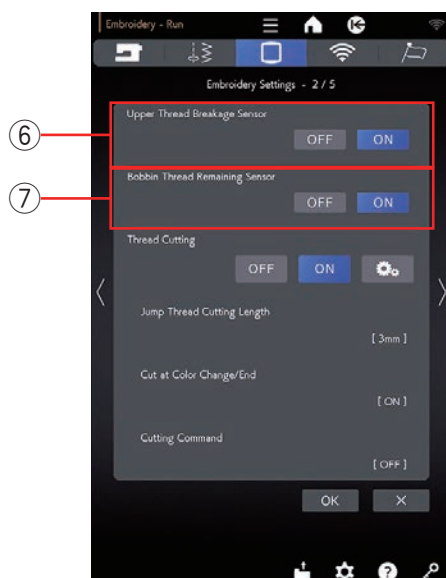 Embroidery - Run
Embroidery Settings - 2 / 5
⑥
Upper Thread Breakage Sensor
OFF ON
⑦
Bobbin Thread Remaining Sensor
OFF ON
Thread Cutting
OFF ON
Jump Thread Cutting Length
[ 3mm ]
Cut at Color Change/End
[ ON ]
Cutting Command
[ OFF ]
OK ×
?